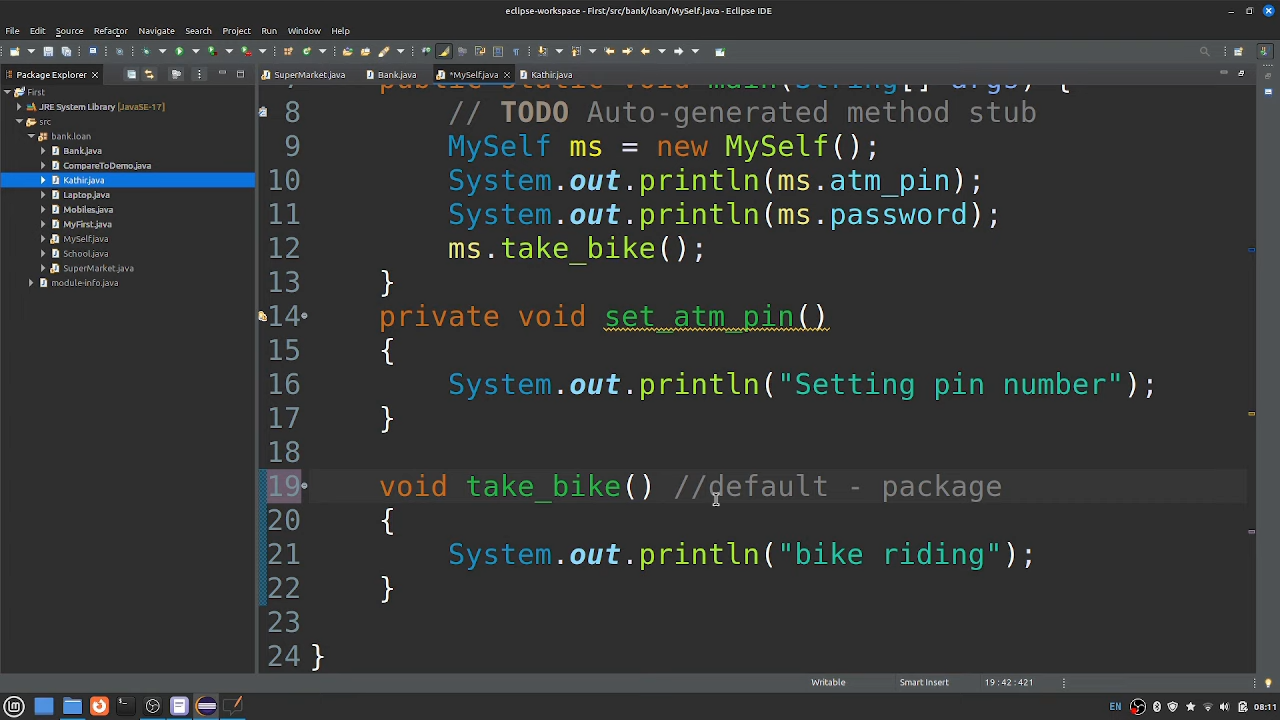 eclipse-workspace - First/src/bank/loan/MySelf.java - Eclipse IDE
File Edit Source Refactor Navigate Search Project Run Window Help
Package Explorer
SuperMarket.java Bank.java *MySelf.java Kathir.java
First
JRE System Library [JavaSE-17]
src
bank.loan
Bank.java
CompareToDemo.java
Kathir.java
Laptop.java
Mobiles.java
MyFirst.java
MySelf.java
School.java
SuperMarket.java
module-info.java
public static void main(String[] args) {
8 // TODO Auto-generated method stub
9 MySelf ms = new MySelf();
10 System.out.println(ms.atm_pin);
11 System.out.println(ms.password);
12 ms.take_bike();
13 }
14 private void set_atm_pin()
15 {
16 System.out.println("Setting pin number");
17 }
18
19 void take_bike() //default - package
20 {
21 System.out.println("bike riding");
22 }
23
24 }
Writable Smart Insert 19:42:421
EN 08:11